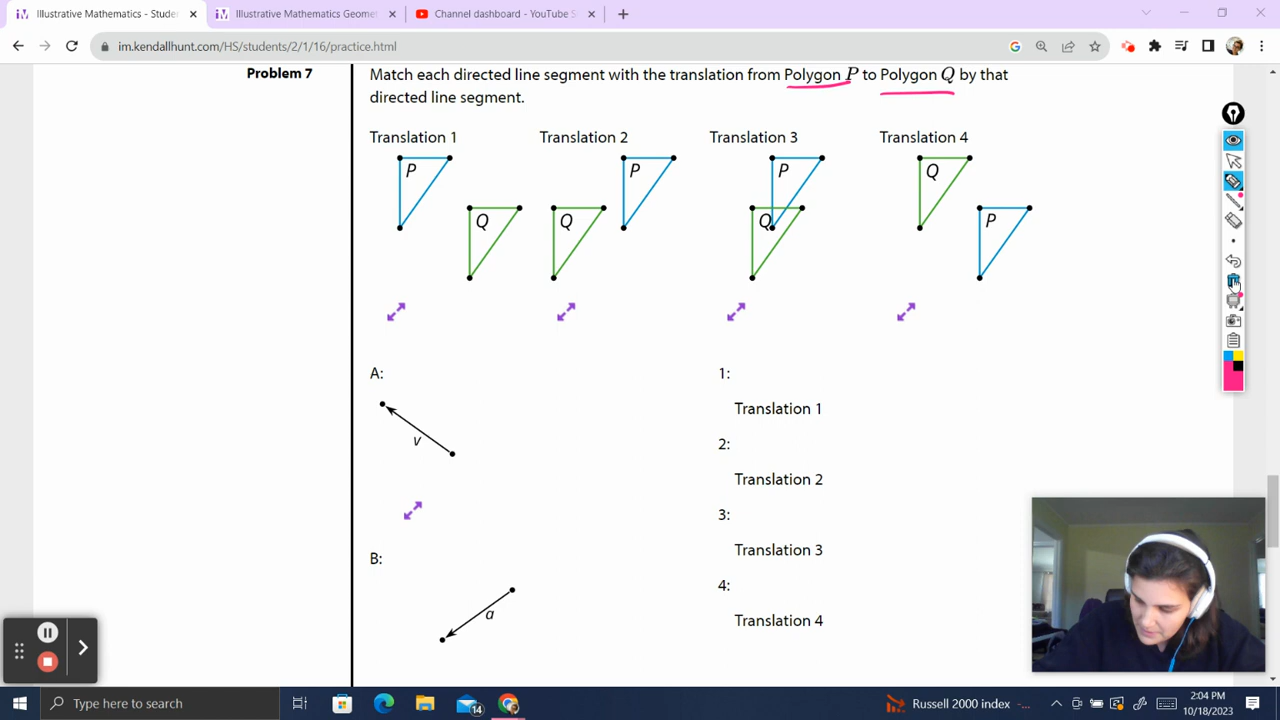 Illustrative Mathematics - Stude
Illustrative Mathematics Geomet
Channel dashboard - YouTube S
im.kendallhunt.com/HS/students/2/1/16/practice.html
Problem 7
Match each directed line segment with the translation from Polygon P to Polygon Q by that
directed line segment.
Translation 1
Translation 2
Translation 3
Translation 4
P
Q
P
Q
P
Q
Q
P
A:
v
B:
a
1:
Translation 1
2:
Translation 2
3:
Translation 3
4:
Translation 4
Type here to search
14
Russell 2000 index
2:04 PM
10/18/2023